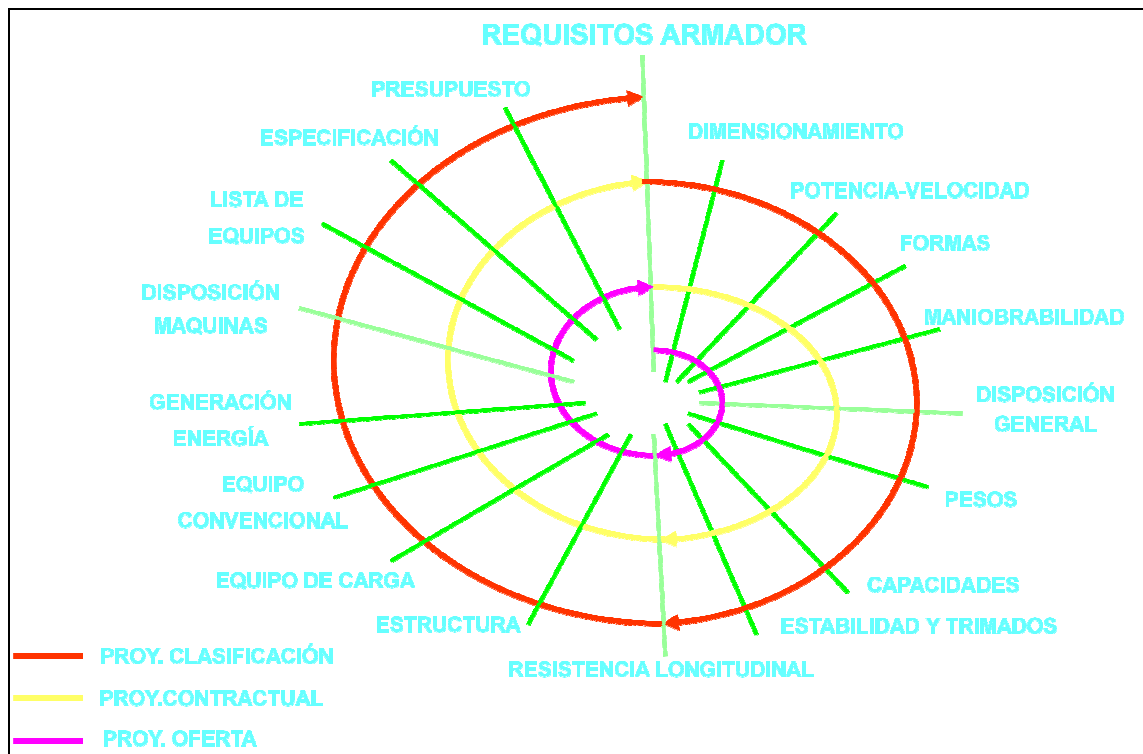 REQUISITOS ARMADOR
PRESUPUESTO
DIMENSIONAMIENTO
ESPECIFICACIÓN
POTENCIA-VELOCIDAD
LISTA DE
EQUIPOS
FORMAS
DISPOSICIÓN
MAQUINAS
MANIOBRABILIDAD
GENERACIÓN
ENERGÍA
DISPOSICIÓN
GENERAL
EQUIPO
CONVENCIONAL
PESOS
EQUIPO DE CARGA
CAPACIDADES
ESTRUCTURA
ESTABILIDAD Y TRIMADOS
RESISTENCIA LONGITUDINAL
PROY. CLASIFICACIÓN
PROY.CONTRACTUAL
PROY. OFERTA